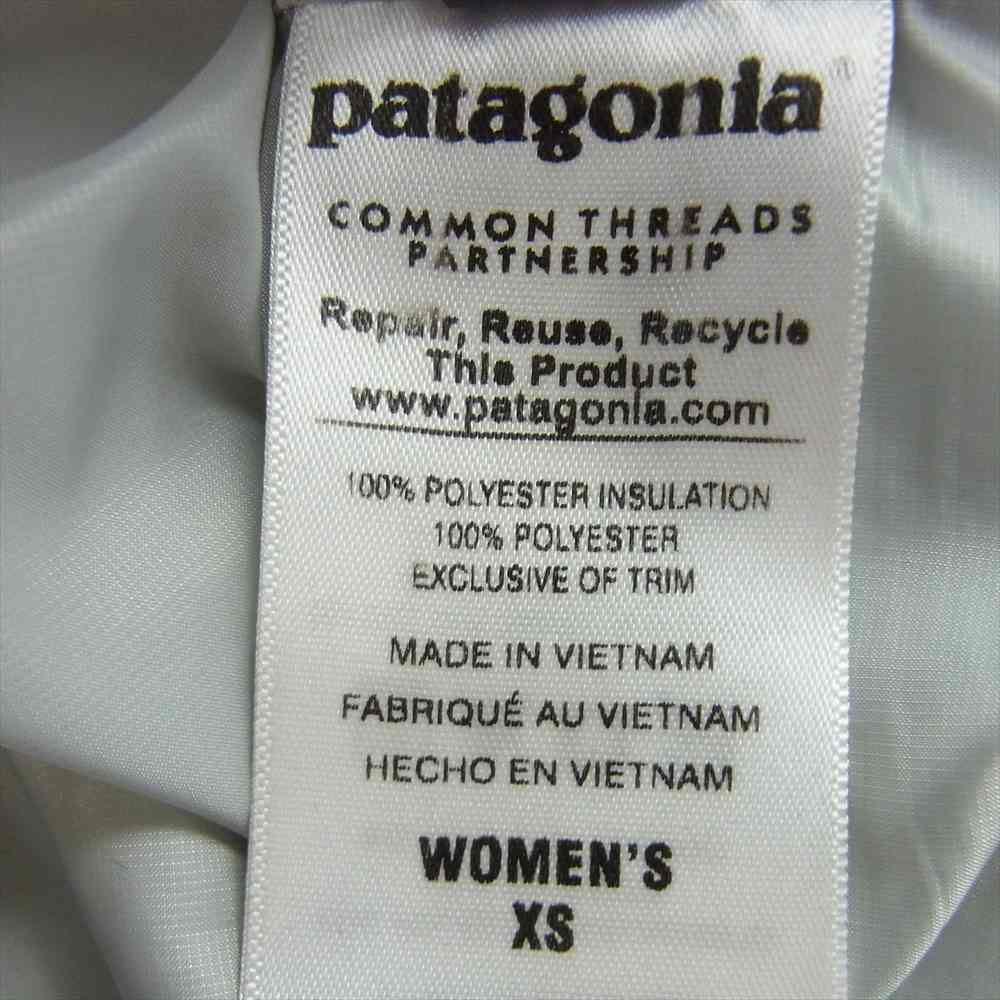 patagonia®
COMMON THREADS
PARTNERSHIP
Repair, Reuse, Recycle
This Product
www.patagonia.com
100% POLYESTER INSULATION
100% POLYESTER
EXCLUSIVE OF TRIM
MADE IN VIETNAM
FABRIQUÉ AU VIETNAM
HECHO EN VIETNAM
WOMEN'S
XS